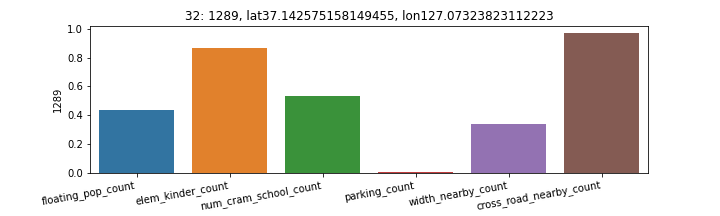 32: 1289, lat37.142575158149455, lon127.07323823112223
1.0
0.8
0.6
0.4
0.2
0.0
1289
floating_pop_count
elem_kinder_count
num_cram_school_count
parking_count
width_nearby_count
cross_road_nearby_count